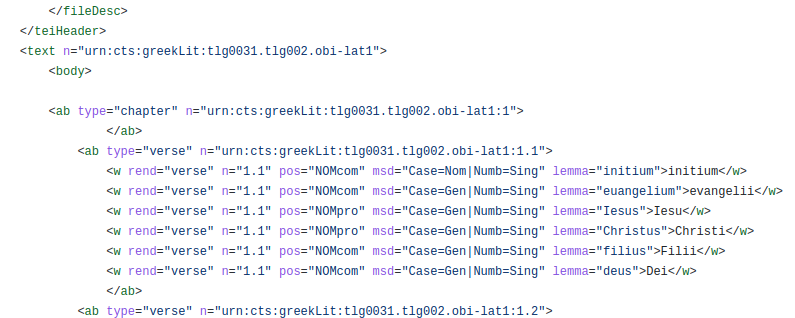 </fileDesc>
</teiHeader>
<text n="urn:cts:greekLit:tlg0031.tlg002.obi-lat1">
<body>
<ab type="chapter" n="urn:cts:greekLit:tlg0031.tlg002.obi-lat1:1">
</ab>
<ab type="verse" n="urn:cts:greekLit:tlg0031.tlg002.obi-lat1:1.1">
<w rend="verse" n="1.1" pos="NOMcom" msd="Case=Nom|Numb=Sing" lemma="initium">initium</w>
<w rend="verse" n="1.1" pos="NOMcom" msd="Case=Gen|Numb=Sing" lemma="euangelium">evangelii</w>
<w rend="verse" n="1.1" pos="NOMpro" msd="Case=Gen|Numb=Sing" lemma="Iesus">Iesu</w>
<w rend="verse" n="1.1" pos="NOMpro" msd="Case=Gen|Numb=Sing" lemma="Christus">Christi</w>
<w rend="verse" n="1.1" pos="NOMcom" msd="Case=Gen|Numb=Sing" lemma="filius">Filii</w>
<w rend="verse" n="1.1" pos="NOMcom" msd="Case=Gen|Numb=Sing" lemma="deus">Dei</w>
</ab>
<ab type="verse" n="urn:cts:greekLit:tlg0031.tlg002.obi-lat1:1.2">